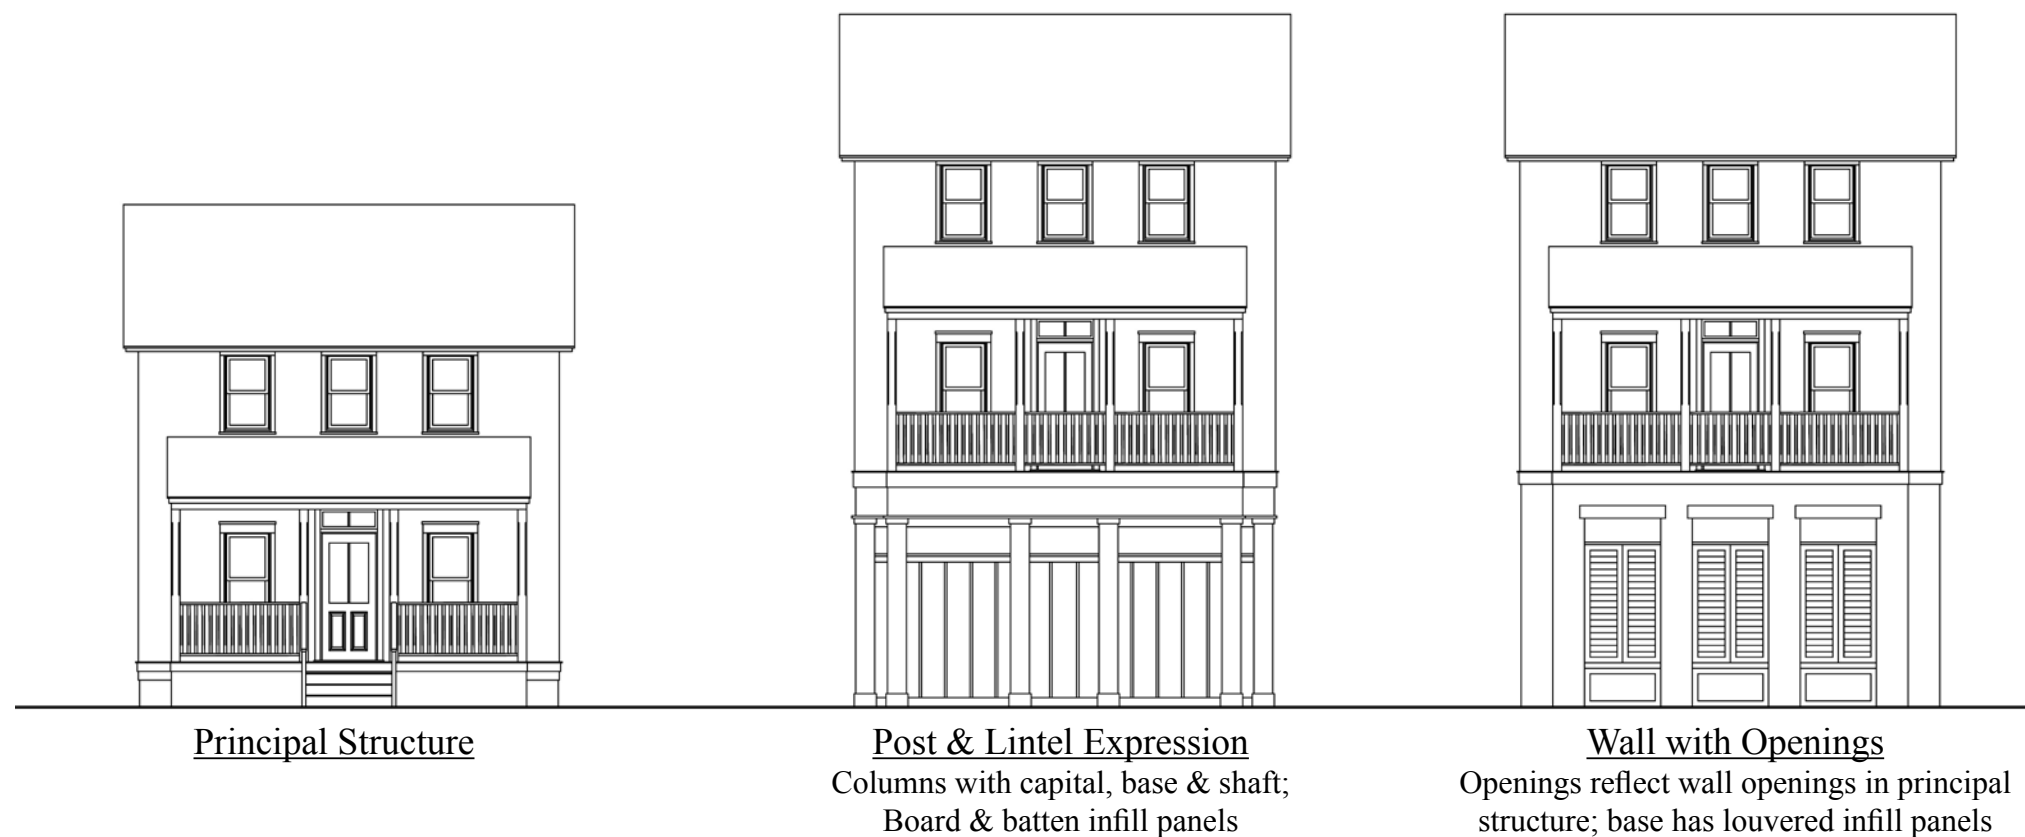 Principal Structure
Post & Lintel Expression
Columns with capital, base & shaft;
Board & batten infill panels
Wall with Openings
Openings reflect wall openings in principal
structure; base has louvered infill panels